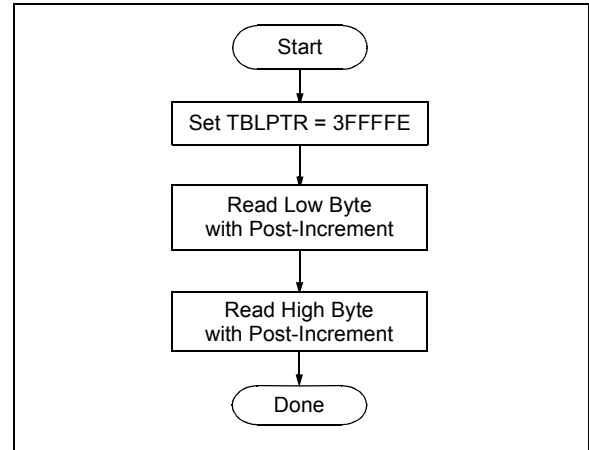 Start
Set TBLPTR = 3FFFFE
Read Low Byte
with Post-Increment
Read High Byte
with Post-Increment
Done